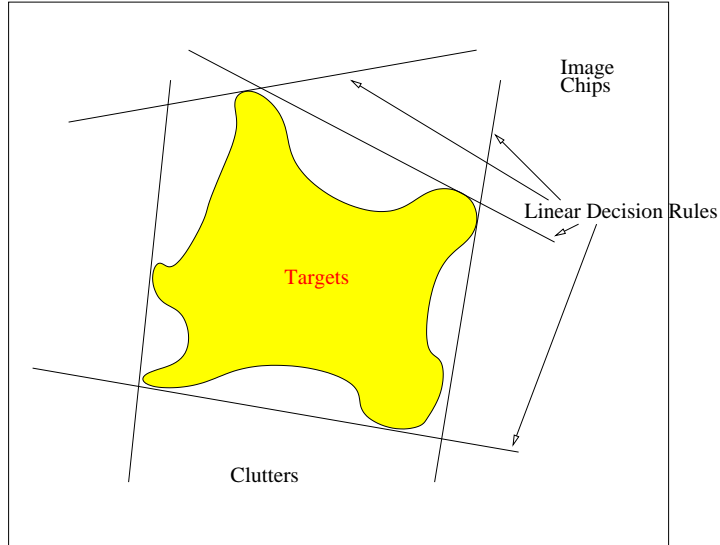 Image
Chips
Linear Decision Rules
Targets
Clutters